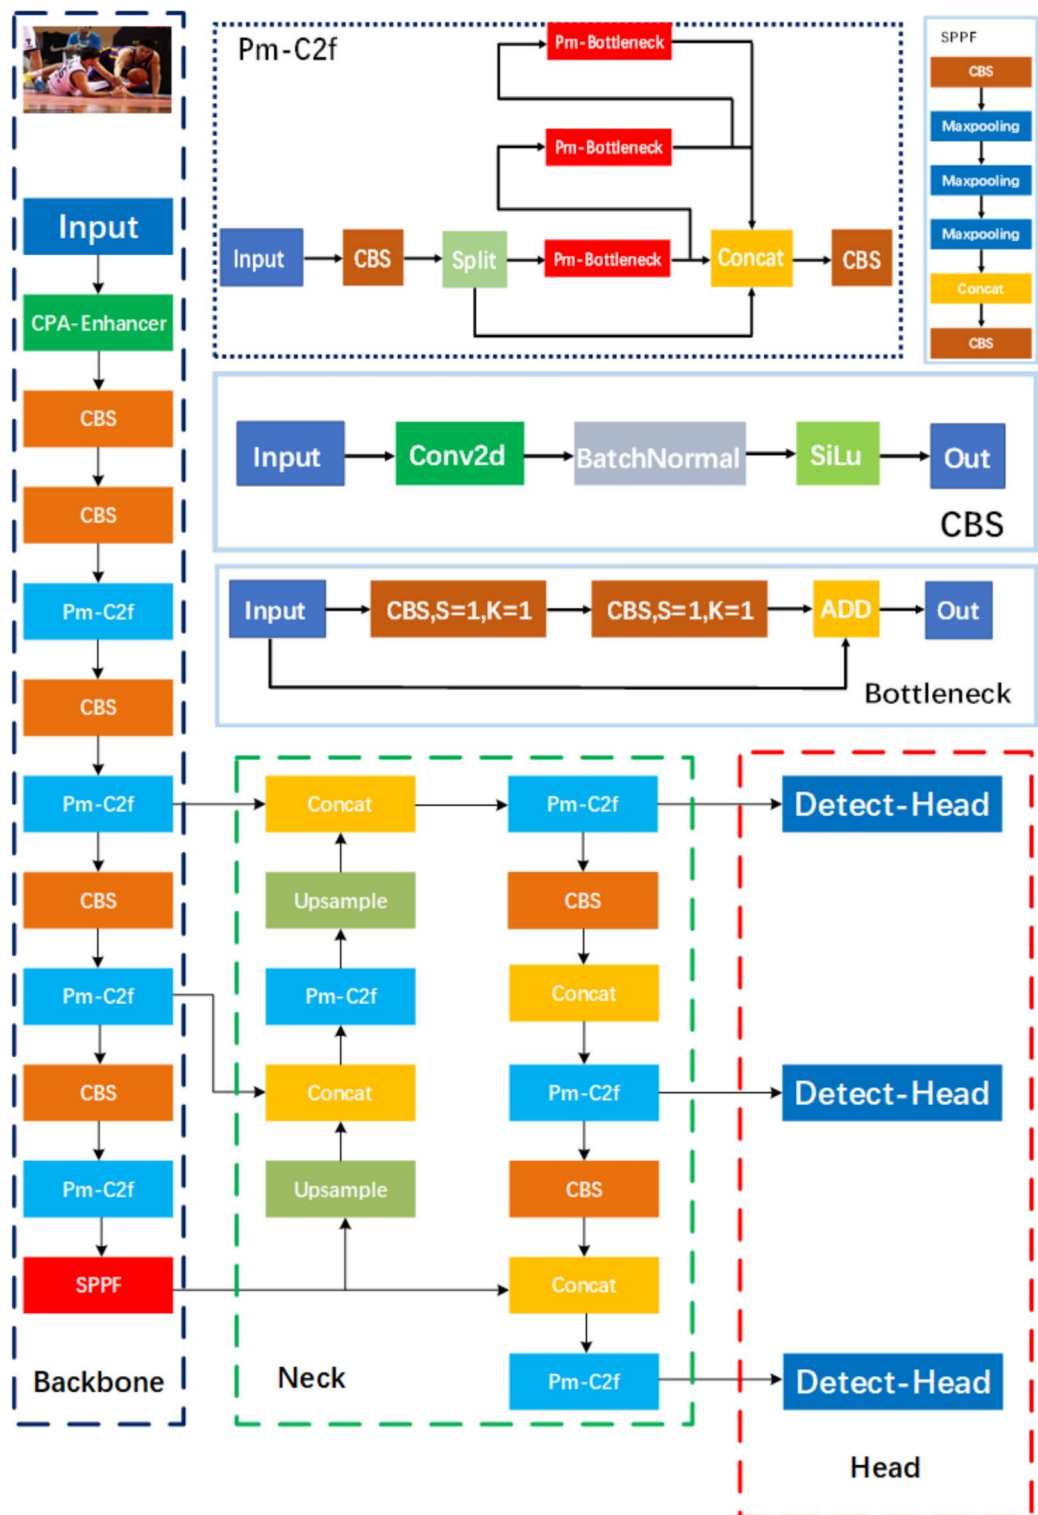 Input
CPA-Enhancer
CBS
CBS
Pm-C2f
CBS
Pm-C2f
CBS
Pm-C2f
CBS
Pm-C2f
SPPF
Backbone
Pm-C2f
Pm-Bottleneck
Pm-Bottleneck
Input
CBS
Split
Pm-Bottleneck
Concat
CBS
SPPF
CBS
Maxpooling
Maxpooling
Maxpooling
Concat
CBS
Input
Conv2d
BatchNormal
SiLu
Out
CBS
Input
CBS,S=1,K=1
CBS,S=1,K=1
ADD
Out
Bottleneck
Concat
Upsample
Pm-C2f
Concat
Upsample
Neck
Pm-C2f
CBS
Concat
Pm-C2f
CBS
Concat
Pm-C2f
Detect-Head
Detect-Head
Detect-Head
Head